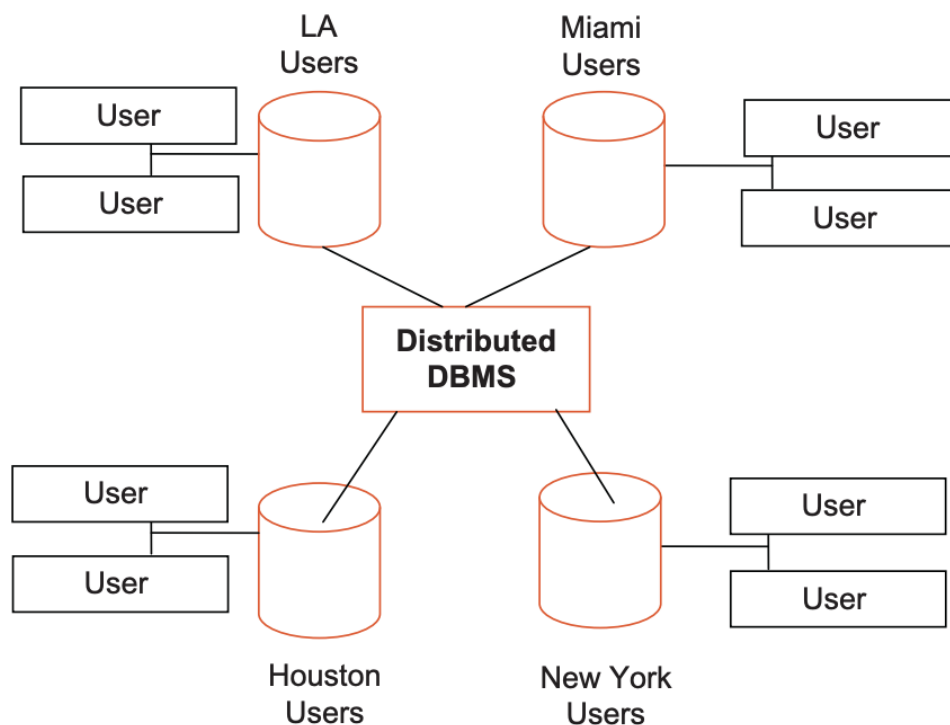 LA
Users
Miami
Users
User
User
User
User
Distributed
DBMS
User
User
User
User
Houston
Users
New York
Users